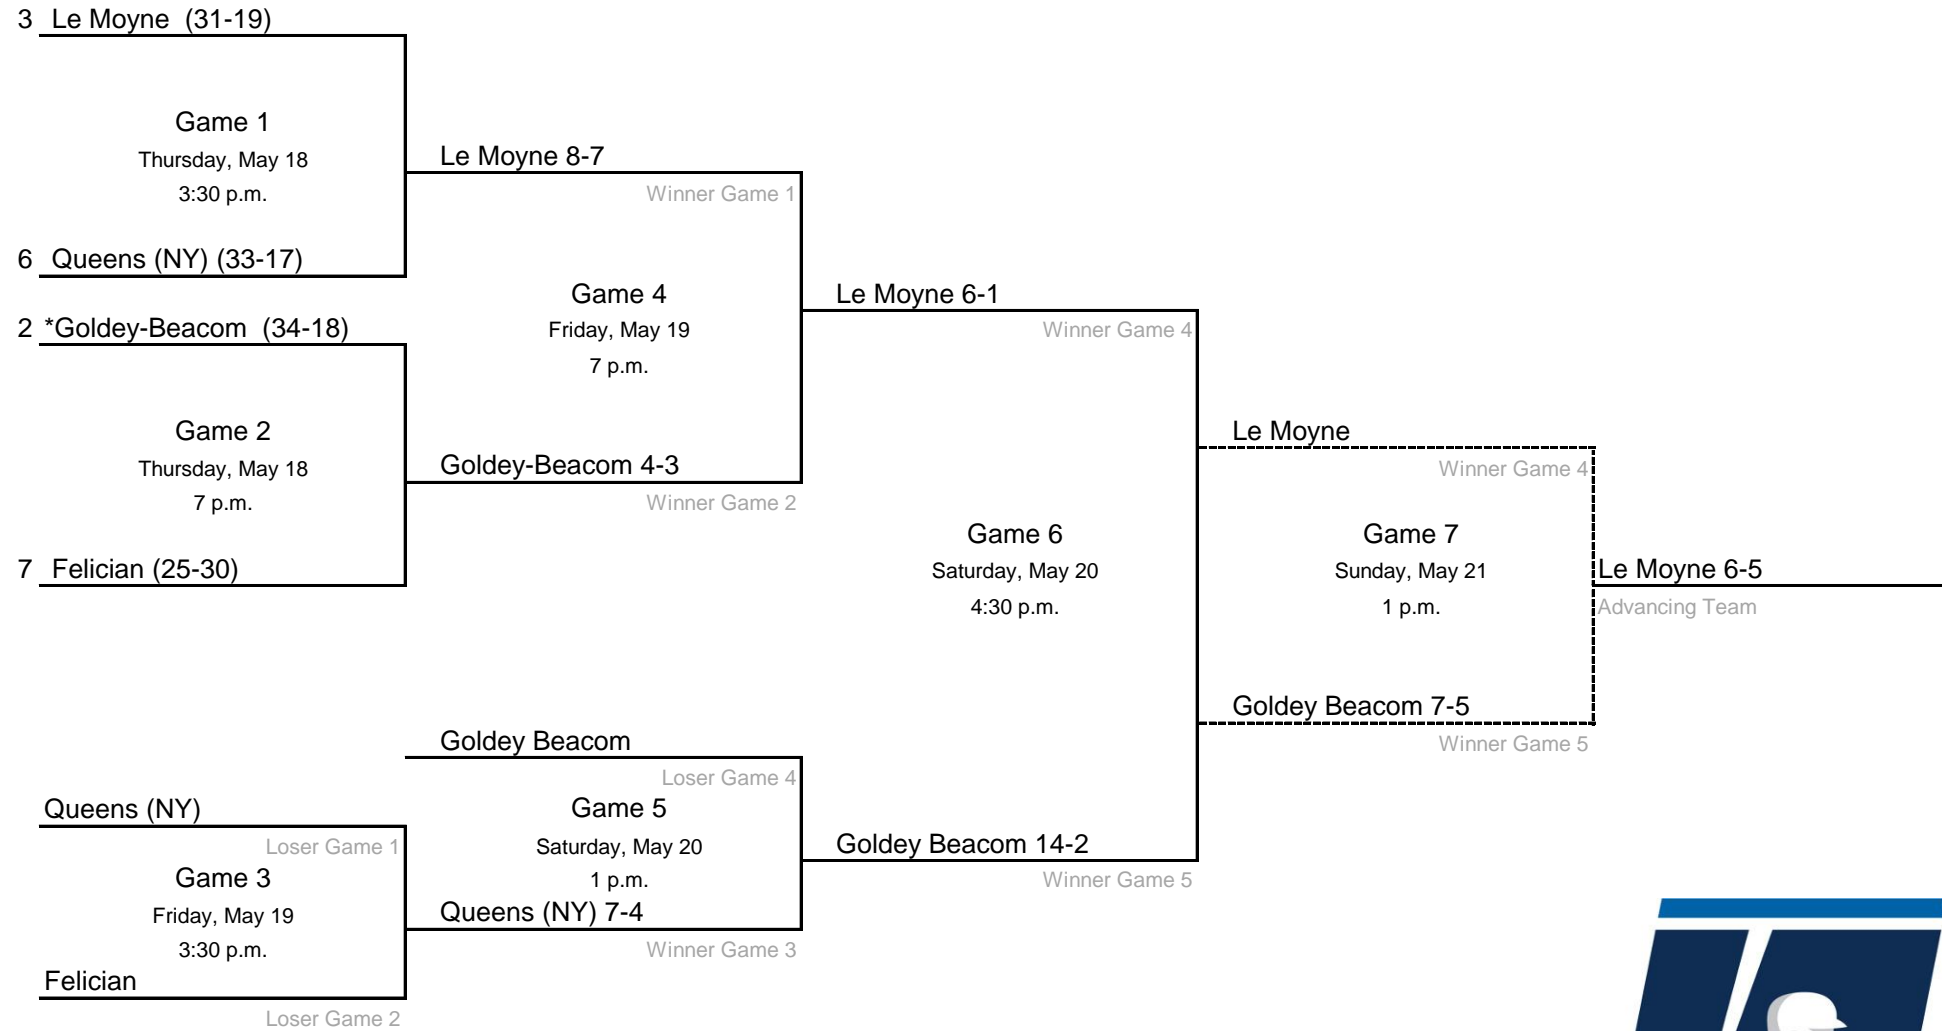 3 Le Moyne (31-19)
Game 1
Thursday, May 18
3:30 p.m.
Le Moyne 8-7
Winner Game 1
6 Queens (NY) (33-17)
2 *Goldey-Beacom (34-18)
Game 4
Friday, May 19
7 p.m.
Le Moyne 6-1
Winner Game 4
Game 2
Thursday, May 18
7 p.m.
Goldey-Beacom 4-3
Winner Game 2
7 Felician (25-30)
Game 6
Saturday, May 20
4:30 p.m.
Le Moyne
Winner Game 4
Game 7
Sunday, May 21
1 p.m.
Le Moyne 6-5
Advancing Team
Goldey Beacom 7-5
Winner Game 5
Goldey Beacom
Loser Game 4
Game 5
Saturday, May 20
1 p.m.
Goldey Beacom 14-2
Winner Game 5
Queens (NY)
Loser Game 1
Game 3
Friday, May 19
3:30 p.m.
Queens (NY) 7-4
Winner Game 3
Felician
Loser Game 2